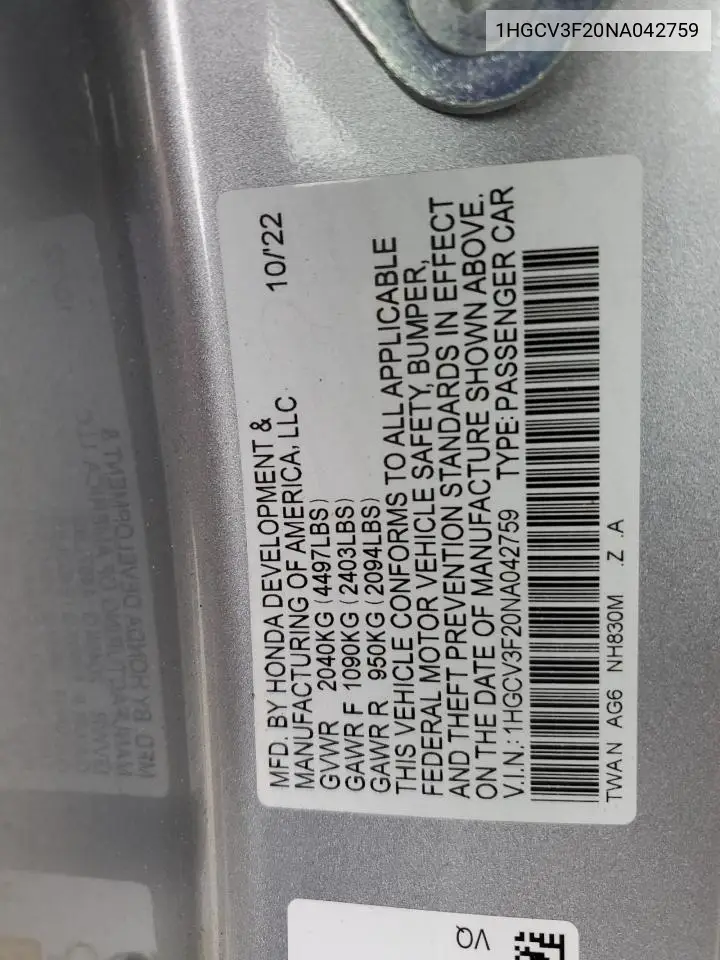 1HGCV3F20NA042759
MFD. BY HONDA DEVELOPMENT & 10/'22
MANUFACTURING OF AMERICA, LLC
GVWR 2040KG (4497LBS)
GAWR F 1090KG (2403LBS)
GAWR R 950KG (2094LBS)
THIS VEHICLE CONFORMS TO ALL APPLICABLE
FEDERAL MOTOR VEHICLE SAFETY, BUMPER,
AND THEFT PREVENTION STANDARDS IN EFFECT
ON THE DATE OF MANUFACTURE SHOWN ABOVE.
V.I.N.: 1HGCV3F20NA042759 TYPE: PASSENGER CAR
TWAN AG6 NH830M .Z .A
VQ